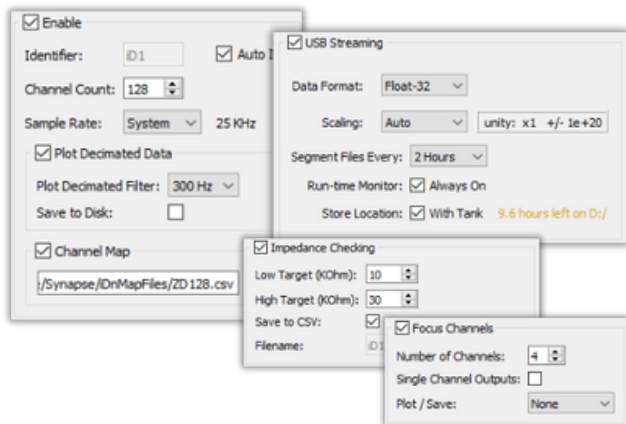 Enable
Identifier: iD1 Auto I
Channel Count: 128
Sample Rate: System 25 KHz
Plot Decimated Data
Plot Decimated Filter: 300 Hz
Save to Disk:
Channel Map
:/Synapse/iDnMapFiles/ZD128.csv
USB Streaming
Data Format: Float-32
Scaling: Auto unity: x1 +/- 1e+20
Segment Files Every: 2 Hours
Run-time Monitor: Always On
Store Location: With Tank 9.6 hours left on D:/
Impedance Checking
Low Target (KOhm): 10
High Target (KOhm): 30
Save to CSV:
Filename: iD1
Focus Channels
Number of Channels: 4
Single Channel Outputs:
Plot / Save: None